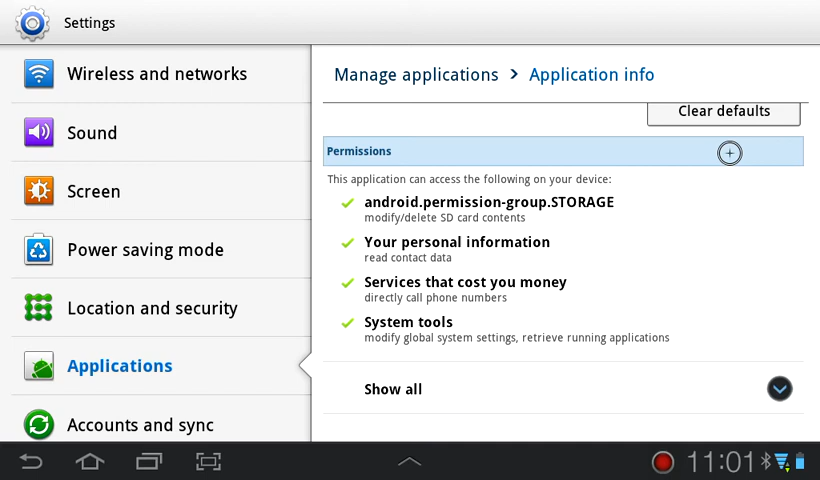 Settings
Wireless and networks
Sound
Screen
Power saving mode
Location and security
Applications
Accounts and sync
Manage applications > Application info
Clear defaults
Permissions
This application can access the following on your device:
android.permission-group.STORAGE
modify/delete SD card contents
Your personal information
read contact data
Services that cost you money
directly call phone numbers
System tools
modify global system settings, retrieve running applications
Show all
11:01